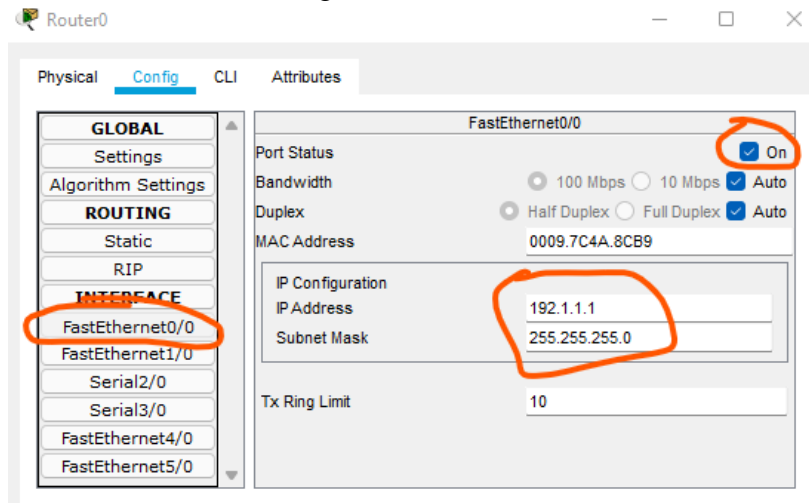 Router0
Physical Config CLI Attributes
GLOBAL
Settings
Algorithm Settings
ROUTING
Static
RIP
INTERFACE
FastEthernet0/0
FastEthernet1/0
Serial2/0
Serial3/0
FastEthernet4/0
FastEthernet5/0
FastEthernet0/0
Port Status On
Bandwidth 100 Mbps 10 Mbps Auto
Duplex Half Duplex Full Duplex Auto
MAC Address 0009.7C4A.8CB9
IP Configuration
IP Address 192.1.1.1
Subnet Mask 255.255.255.0
Tx Ring Limit 10